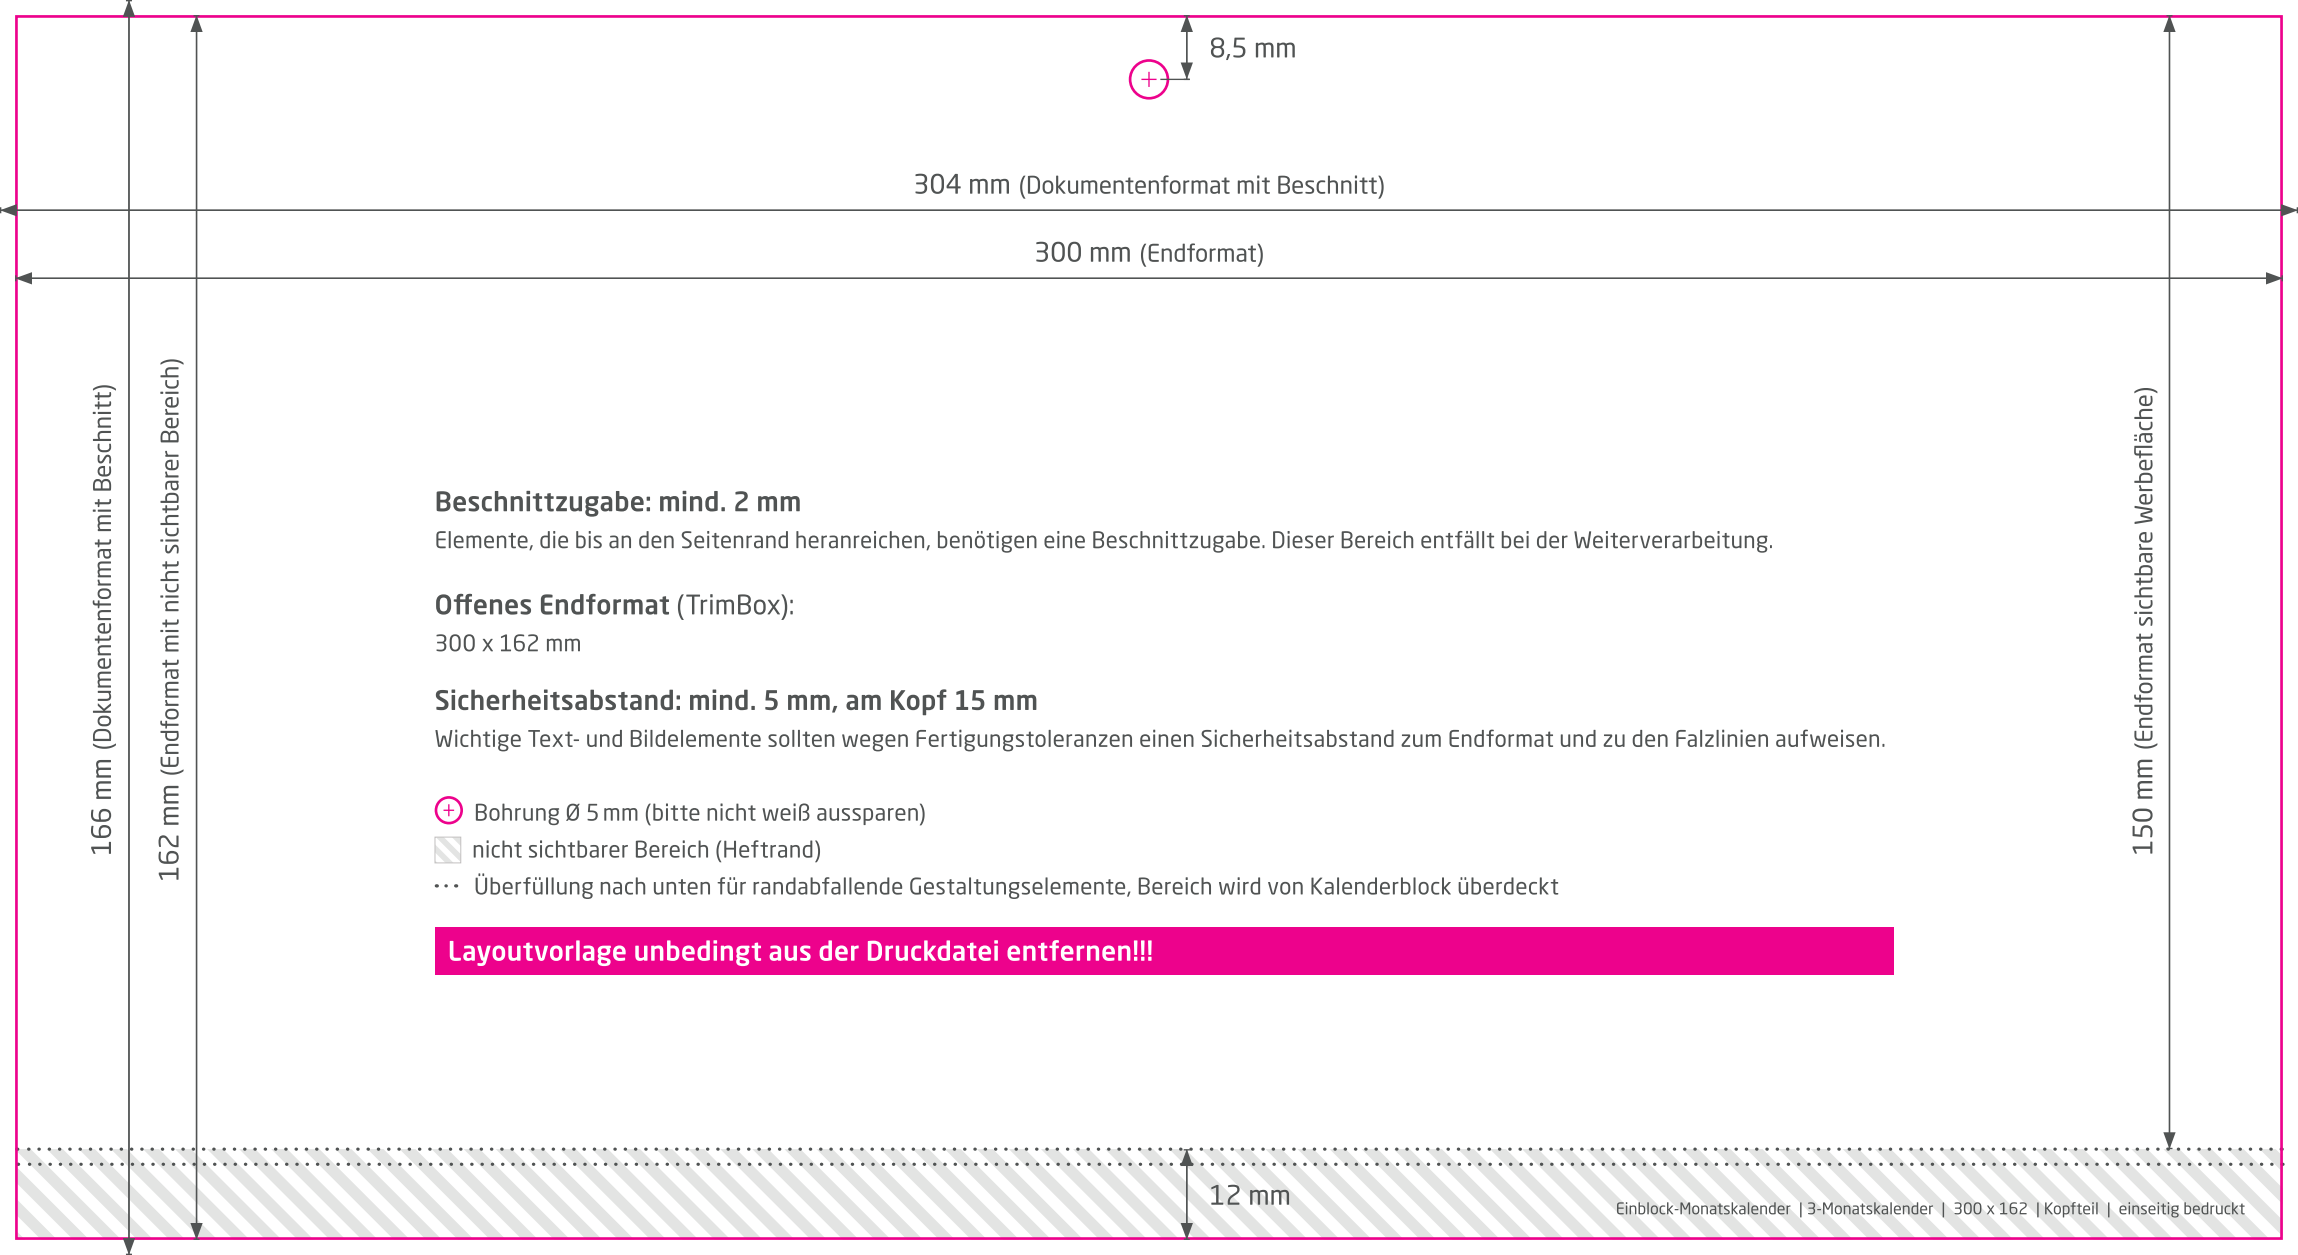 8,5 mm
304 mm (Dokumentenformat mit Beschnitt)
300 mm (Endformat)
166 mm (Dokumentenformat mit Beschnitt)
162 mm (Endformat mit nicht sichtbarer Bereich)
150 mm (Endformat sichtbare Werbefläche)
Beschnittzugabe: mind. 2 mm
Elemente, die bis an den Seitenrand heranreichen, benötigen eine Beschnittzugabe. Dieser Bereich entfällt bei der Weiterverarbeitung.
Offenes Endformat (TrimBox):
300 x 162 mm
Sicherheitsabstand: mind. 5 mm, am Kopf 15 mm
Wichtige Text- und Bildelemente sollten wegen Fertigungstoleranzen einen Sicherheitsabstand zum Endformat und zu den Falzlinien aufweisen.
Bohrung Ø 5 mm (bitte nicht weiß aussparen)
nicht sichtbarer Bereich (Heftrand)
Überfüllung nach unten für randabfallende Gestaltungselemente, Bereich wird von Kalenderblock überdeckt
Layoutvorlage unbedingt aus der Druckdatei entfernen!!!
12 mm
Einblock-Monatskalender | 3-Monatskalender | 300 x 162 | Kopfteil | einseitig bedruckt